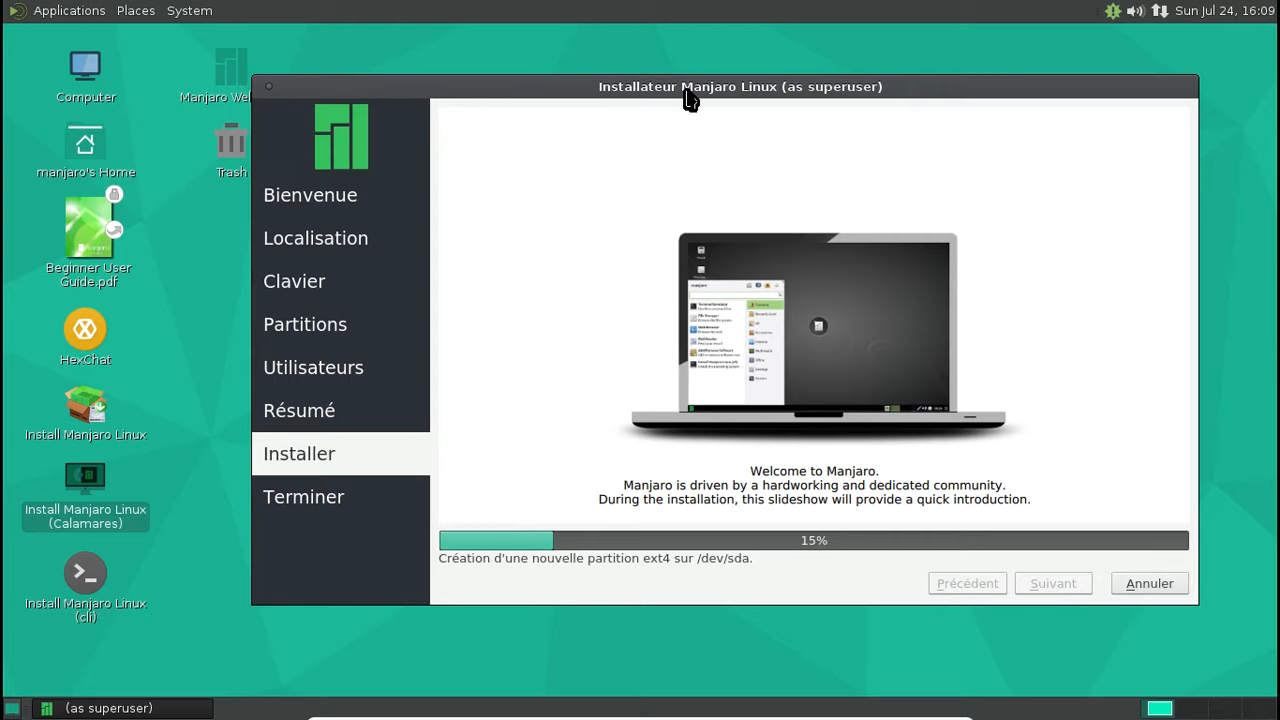 Applications Places System
Sun Jul 24, 16:09
Computer
Manjaro Wel
manjaro's Home
Trash
Beginner User
Guide.pdf
HexChat
Install Manjaro Linux
Install Manjaro Linux
(Calamares)
Install Manjaro Linux
(cli)
Installateur Manjaro Linux (as superuser)
Bienvenue
Localisation
Clavier
Partitions
Utilisateurs
Résumé
Installer
Terminer
Welcome to Manjaro.
Manjaro is driven by a hardworking and dedicated community.
During the installation, this slideshow will provide a quick introduction.
15%
Création d'une nouvelle partition ext4 sur /dev/sda.
Précédent Suivant Annuler
(as superuser)